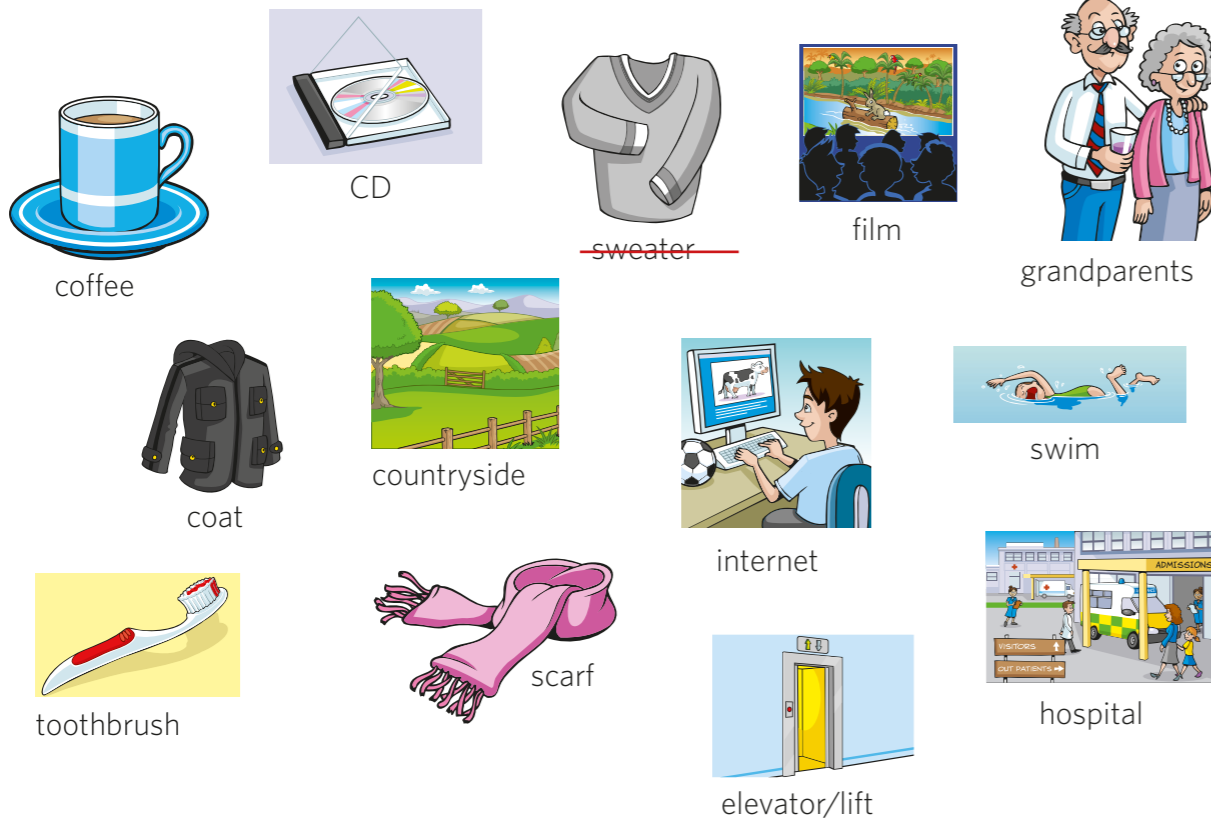 CD
sweater
film
coffee
grandparents
countryside
swim
coat
internet
ADMISSIONS
VISITORS
OUT PATIENTS
scarf
toothbrush
hospital
elevator/lift